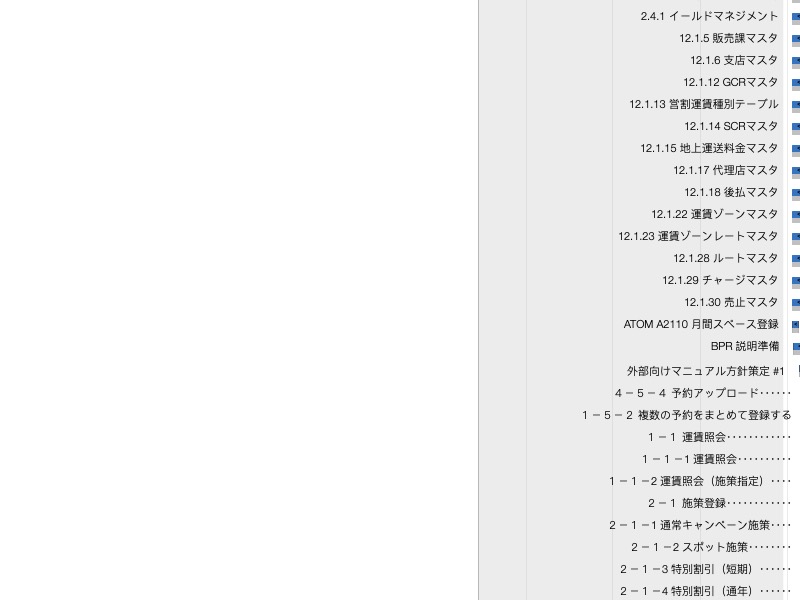 2.4.1 イールドマネジメント
12.1.5 販売課マスタ
12.1.6 支店マスタ
12.1.12 GCRマスタ
12.1.13 営割運賃種別テーブル
12.1.14 SCRマスタ
12.1.15 地上運送料金マスタ
12.1.17 代理店マスタ
12.1.18 後払マスタ
12.1.22 運賃ゾーンマスタ
12.1.23 運賃ゾーンレートマスタ
12.1.28 ルートマスタ
12.1.29 チャージマスタ
12.1.30 売止マスタ
ATOM A2110 月間スペース登録
BPR 説明準備
外部向けマニュアル方針策定 #1
4－5－4 予約アップロード‥‥‥
1－5－2 複数の予約をまとめて登録する
1－1 運賃照会‥‥‥‥‥‥
1－1－1 運賃照会‥‥‥‥
1－1－2 運賃照会（施策指定）‥‥
2－1 施策登録‥‥‥‥‥‥
2－1－1 通常キャンペーン施策‥‥
2－1－2 スポット施策‥‥‥‥
2－1－3 特別割引（短期）‥‥‥
2－1－4 特別割引（通年）‥‥‥